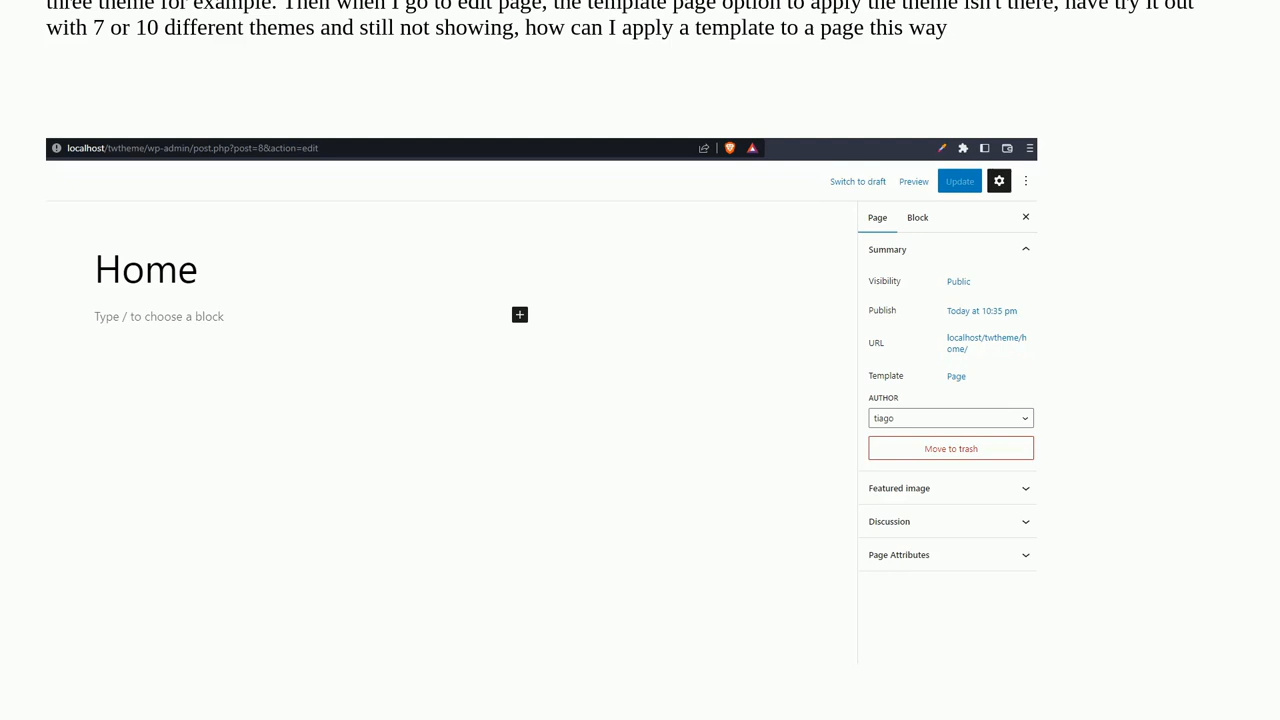 three theme for example. Then when I go to edit page, the template page option to apply the theme isn't there, have try it out
with 7 or 10 different themes and still not showing, how can I apply a template to a page this way
localhost/twtheme/wp-admin/post.php?post=8&action=edit
Switch to draft Preview Update
Page Block
Summary
Visibility Public
Publish Today at 10:35 pm
URL localhost/twtheme/h
ome/
Template Page
AUTHOR
tiago
Move to trash
Featured image
Discussion
Page Attributes
Home
Type / to choose a block